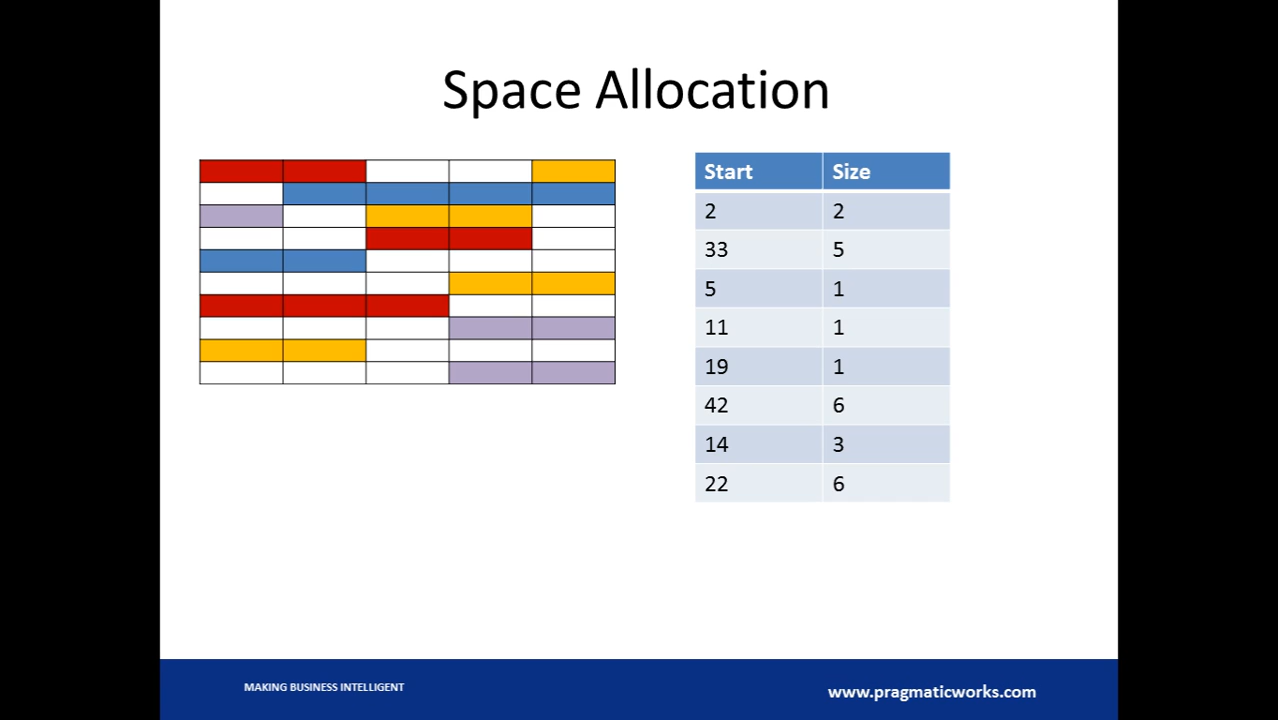 Space Allocation
Start Size
2 2
33 5
5 1
11 1
19 1
42 6
14 3
22 6
MAKING BUSINESS INTELLIGENT
www.pragmaticworks.com